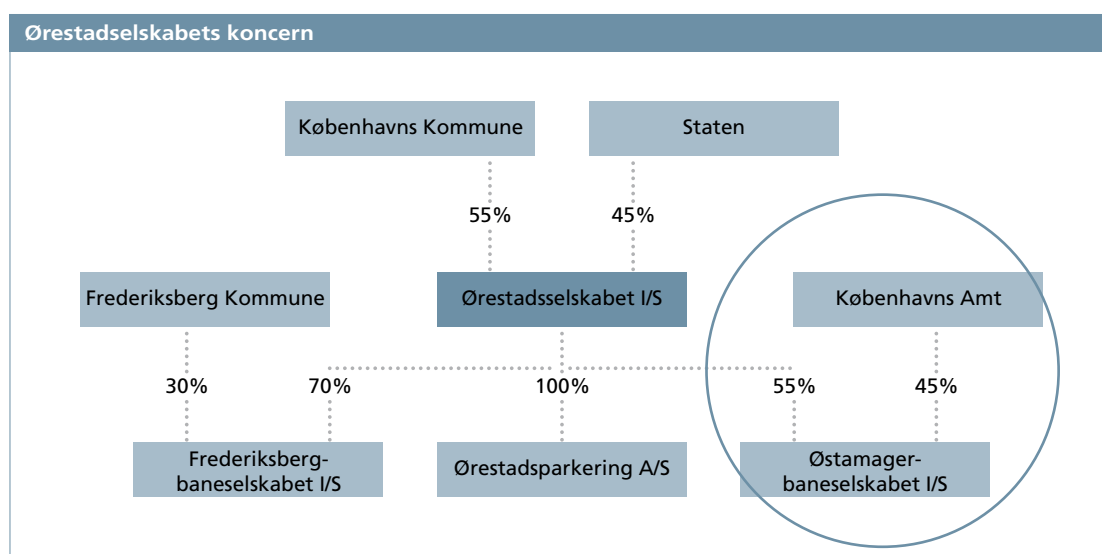 Ørestadselskabets koncern
Københavns Kommune
Staten
55%
45%
Frederiksberg Kommune
Ørestadsselskabet I/S
Københavns Amt
30%
70%
100%
55%
45%
Frederiksberg-
baneselskabet I/S
Ørestadsparkering A/S
Østamager-
baneselskabet I/S